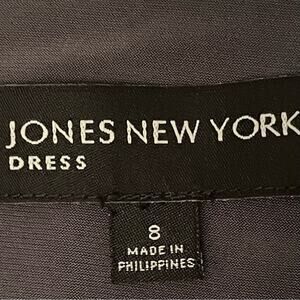 JONES NEW YORK
DRESS
8
MADE IN
PHILIPPINES